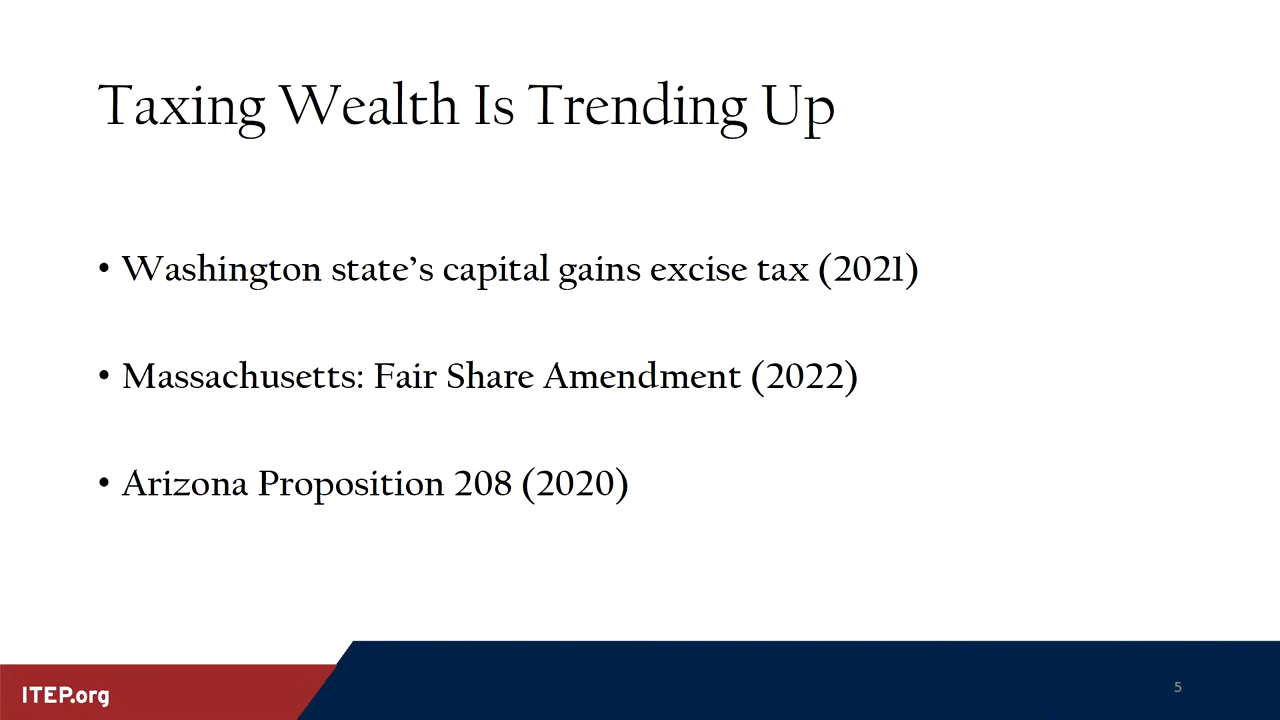 Taxing Wealth Is Trending Up
• Washington state’s capital gains excise tax (2021)
• Massachusetts: Fair Share Amendment (2022)
• Arizona Proposition 208 (2020)
ITEP.org
5